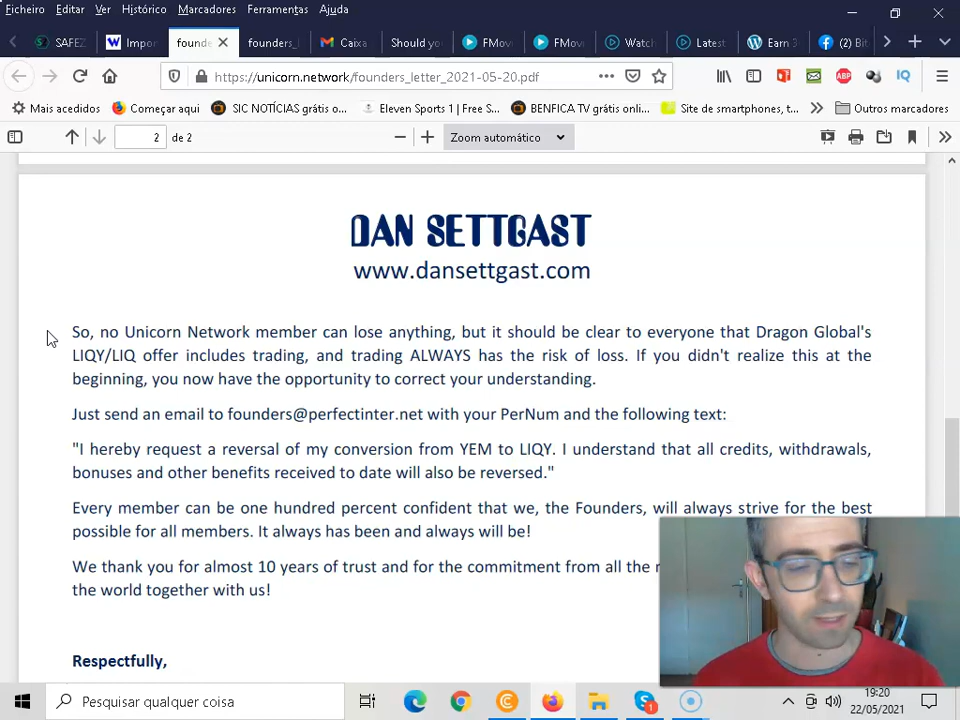 Ficheiro Editar Ver Histórico Marcadores Ferramentas Ajuda
SAFEZ Impor founde founders_ Caixa Should yo FMov FMov Watch Latest Earn 3 (2) Bit
https://unicorn.network/founders_letter_2021-05-20.pdf
Mais acedidos Começar aqui SIC NOTÍCIAS grátis o... Eleven Sports 1 | Free S... BENFICA TV grátis onl... Site de smartphones, t... Outros marcadores
2 de 2 Zoom automático
DAN SETTGAST
www.dansettgast.com
So, no Unicorn Network member can lose anything, but it should be clear to everyone that Dragon Global's
LIQY/LIQ offer includes trading, and trading ALWAYS has the risk of loss. If you didn't realize this at the
beginning, you now have the opportunity to correct your understanding.
Just send an email to founders@perfectinter.net with your PerNum and the following text:
"I hereby request a reversal of my conversion from YEM to LIQY. I understand that all credits, withdrawals,
bonuses and other benefits received to date will also be reversed."
Every member can be one hundred percent confident that we, the Founders, will always strive for the best
possible for all members. It always has been and always will be!
We thank you for almost 10 years of trust and for the commitment from all the
the world together with us!
Respectfully,
Pesquisar qualquer coisa
19:20
22/05/2021